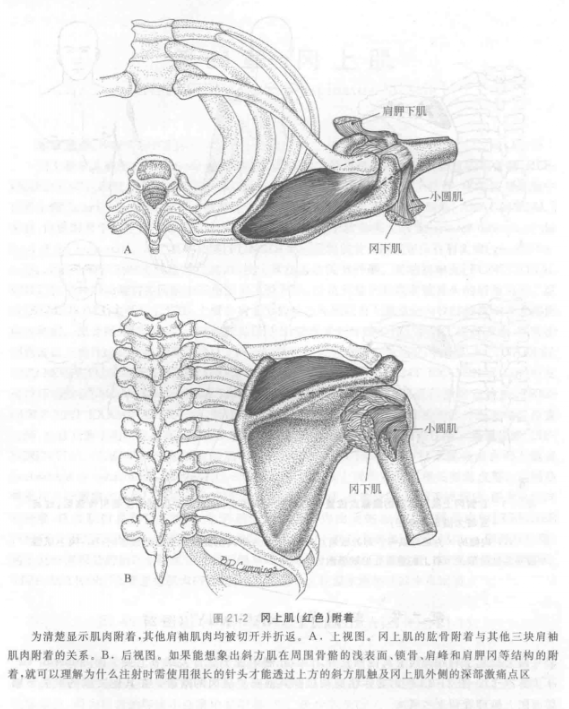 肩胛下肌
小圆肌
A
冈下肌
小圆肌
冈下肌
B
图 21-2 冈上肌(红色)附着
为清楚显示肌肉附着,其他肩袖肌肉均被切开并折返。A. 上视图。冈上肌的肱骨附着与其他三块肩袖
肌肉附着的关系。B. 后视图。如果能想象出斜方肌在周围骨骼的浅表面、锁骨、肩峰和肩胛冈等结构的附
着,就可以理解为什么注射时需使用很长的针头才能透过上方的斜方肌触及冈上肌外侧的深部激痛点区